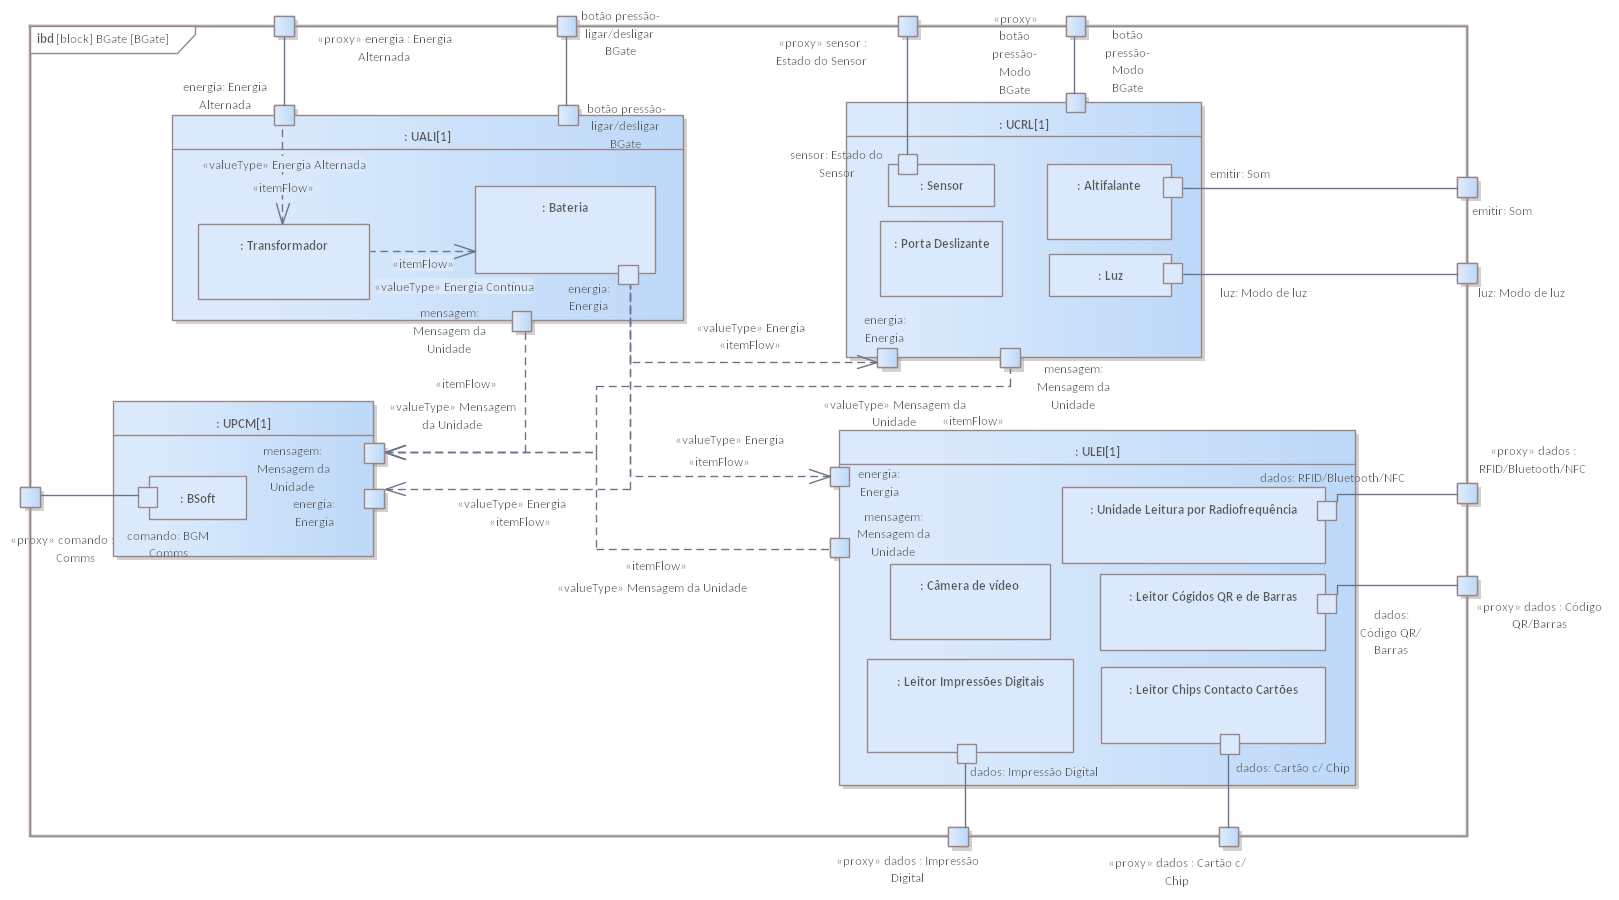 ibd [block] BGate [BGate]
«proxy» energia : Energia
Alternada
botão pressão-
ligar/desligar
BGate
«proxy» sensor :
Estado do Sensor
«proxy»
botão
pressão-
Modo
BGate
botão
pressão-
Modo
BGate
energia: Energia
Alternada
botão pressão-
ligar/desligar
BGate
: UALI[1]
«valueType» Energia Alternada
«itemFlow»
: Transformador
: Bateria
«itemFlow»
«valueType» Energia Contínua
energia:
Energia
mensagem:
Mensagem da
Unidade
: UCRL[1]
sensor: Estado do
Sensor
: Sensor
: Altifalante
emitir: Som
emitir: Som
: Porta Deslizante
: Luz
luz: Modo de luz
luz: Modo de luz
energia:
Energia
«valueType» Energia
«itemFlow»
mensagem:
Mensagem da
Unidade
«itemFlow»
«valueType» Mensagem
da Unidade
«valueType» Mensagem da
Unidade
«itemFlow»
: UPCM[1]
mensagem:
Mensagem da
Unidade
energia:
Energia
: BSoft
«proxy» comando :
Comms
comando: BGM
Comms
«valueType» Energia
«itemFlow»
«valueType» Energia
«itemFlow»
«itemFlow»
«valueType» Mensagem da Unidade
: ULEI[1]
energia:
Energia
mensagem:
Mensagem da
Unidade
dados: RFID/Bluetooth/NFC
«proxy» dados :
RFID/Bluetooth/NFC
: Unidade Leitura por Radiofrequência
: Câmera de vídeo
: Leitor Cógidos QR e de Barras
dados:
Código QR/
Barras
«proxy» dados : Código
QR/Barras
: Leitor Impressões Digitais
: Leitor Chips Contacto Cartões
dados: Impressão Digital
dados: Cartão c/ Chip
«proxy» dados : Impressão
Digital
«proxy» dados : Cartão c/
Chip